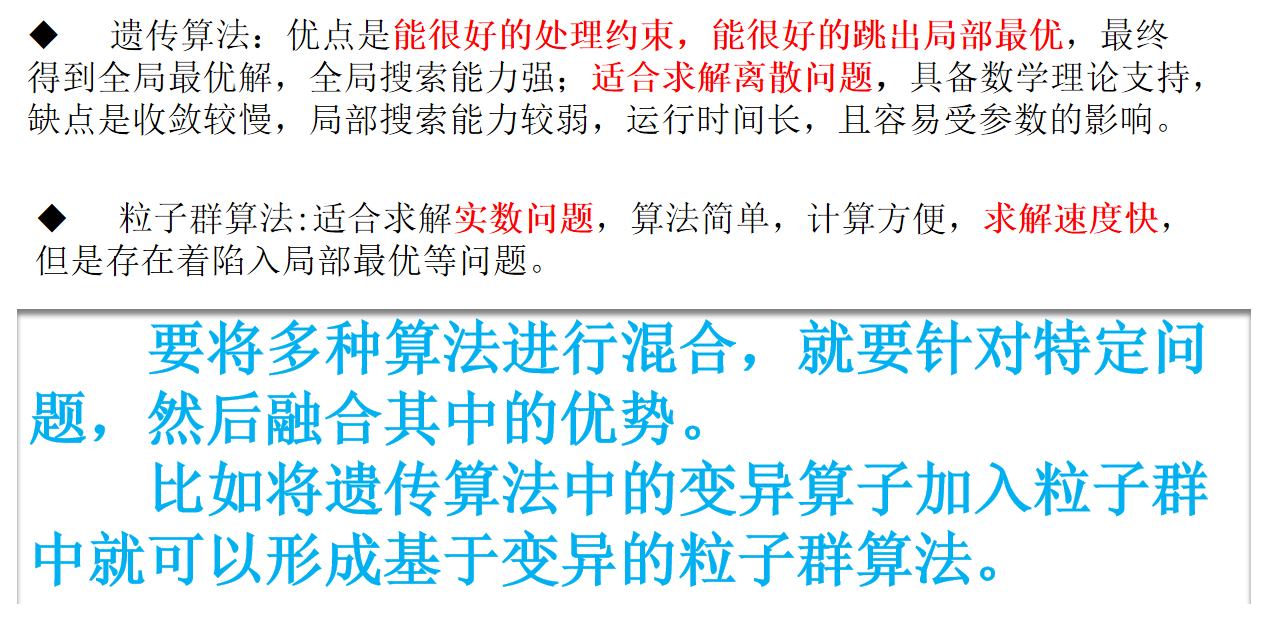 ◆ 遗传算法：优点是能很好的处理约束，能很好的跳出局部最优，最终
得到全局最优解，全局搜索能力强；适合求解离散问题，具备数学理论支持，
缺点是收敛较慢，局部搜索能力较弱，运行时间长，且容易受参数的影响。
◆ 粒子群算法:适合求解实数问题，算法简单，计算方便，求解速度快，
但是存在着陷入局部最优等问题。
要将多种算法进行混合，就要针对特定问
题，然后融合其中的优势。
比如将遗传算法中的变异算子加入粒子群
中就可以形成基于变异的粒子群算法。